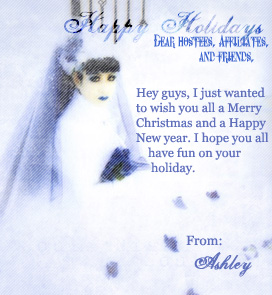 Happy Holidays
Dear hostees, affiliates,
and friends,
Hey guys, I just wanted
to wish you all a Merry
Christmas and a Happy
New year. I hope you all
have fun on your
holiday.
From:
Ashley